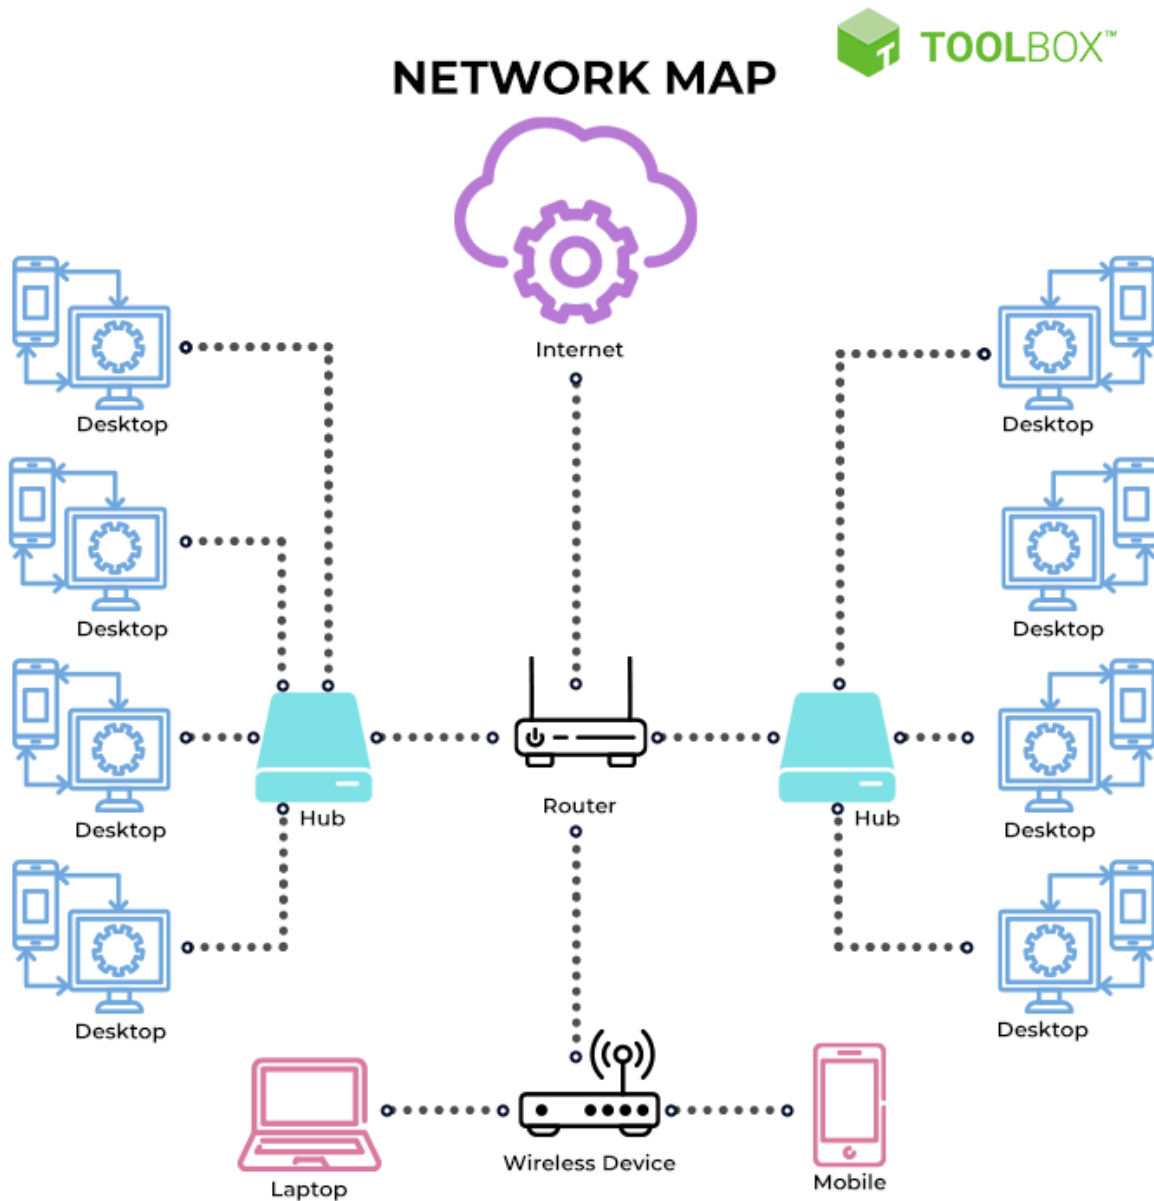 TOOLBOX™
NETWORK MAP
Internet
Desktop
Desktop
Desktop
Desktop
Desktop
Desktop
Desktop
Desktop
Hub
Router
Hub
Wireless Device
Laptop
Mobile